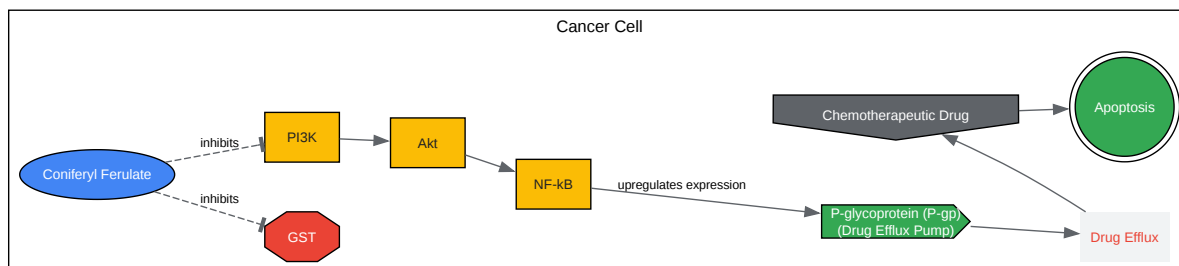 Cancer Cell
Coniferyl Ferulate
inhibits
inhibits
PI3K
GST
Akt
NF-kB
upregulates expression
P-glycoprotein (P-gp)
(Drug Efflux Pump)
Drug Efflux
Chemotherapeutic Drug
Apoptosis